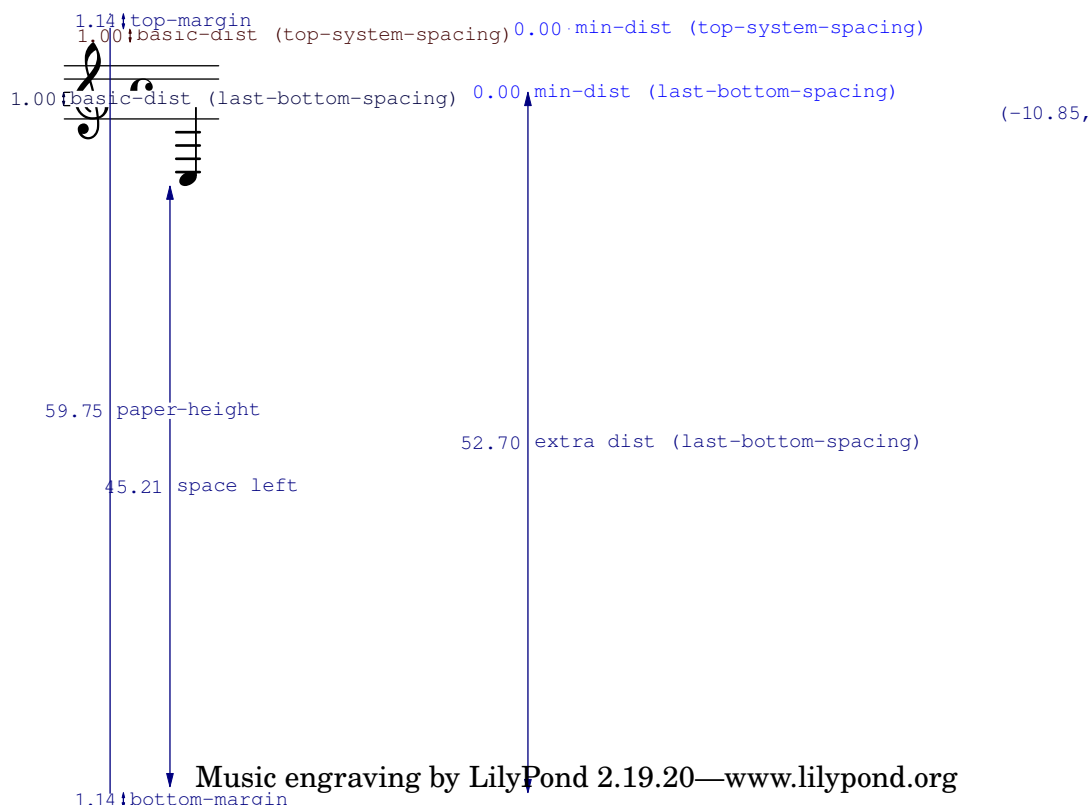 1.14 top-margin
1.00 basic-dist (top-system-spacing) 0.00 min-dist (top-system-spacing)
1.00 basic-dist (last-bottom-spacing) 0.00 min-dist (last-bottom-spacing)
(-10.85,
59.75 paper-height
52.70 extra dist (last-bottom-spacing)
45.21 space left
Music engraving by LilyPond 2.19.20—www.lilypond.org
1.14 bottom-margin